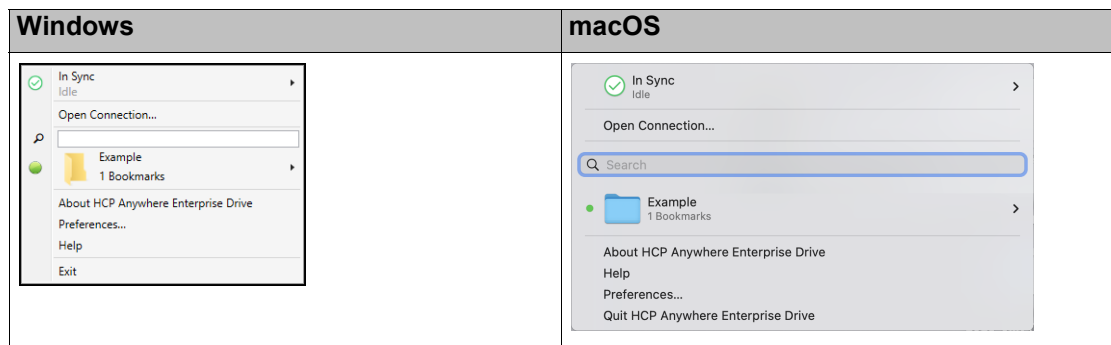 Windows
macOS
In Sync
Idle
Open Connection...
Example
1 Bookmarks
About HCP Anywhere Enterprise Drive
Preferences...
Help
Exit
In Sync
Idle
Open Connection...
Search
Example
1 Bookmarks
About HCP Anywhere Enterprise Drive
Help
Preferences...
Quit HCP Anywhere Enterprise Drive